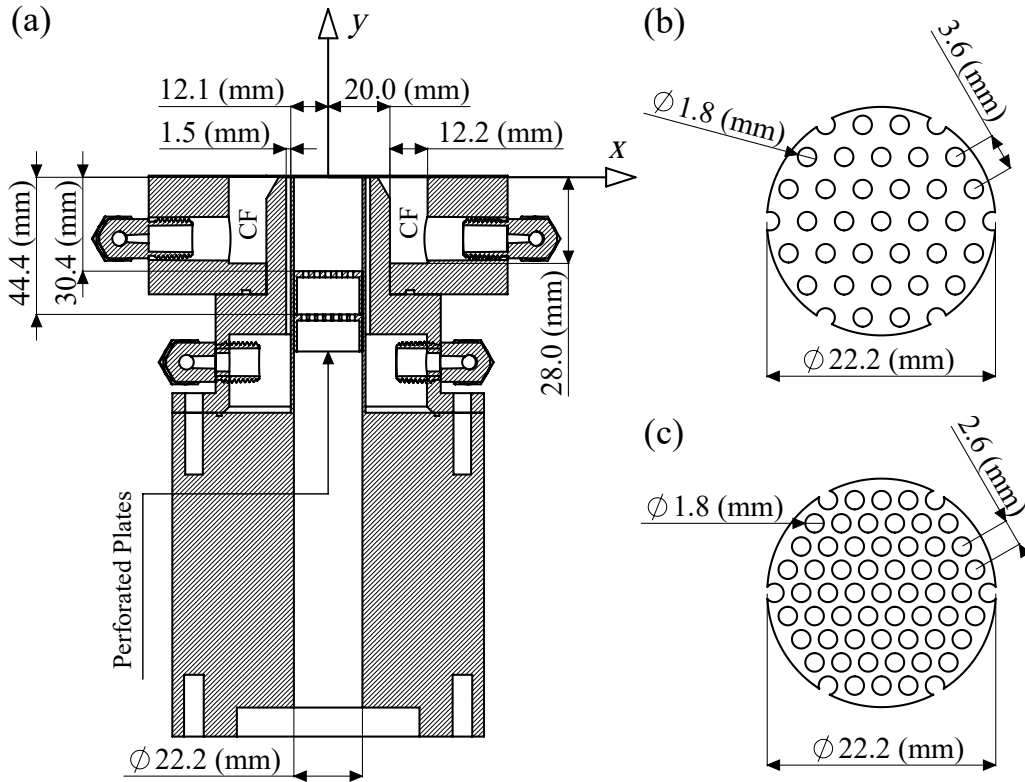 (a)
y
12.1 (mm)
20.0 (mm)
1.5 (mm)
12.2 (mm)
x
CF
CF
44.4 (mm)
30.4 (mm)
28.0 (mm)
Perforated Plates
∅22.2 (mm)
(b)
3.6 (mm)
∅1.8 (mm)
∅22.2 (mm)
(c)
2.6 (mm)
∅1.8 (mm)
∅22.2 (mm)